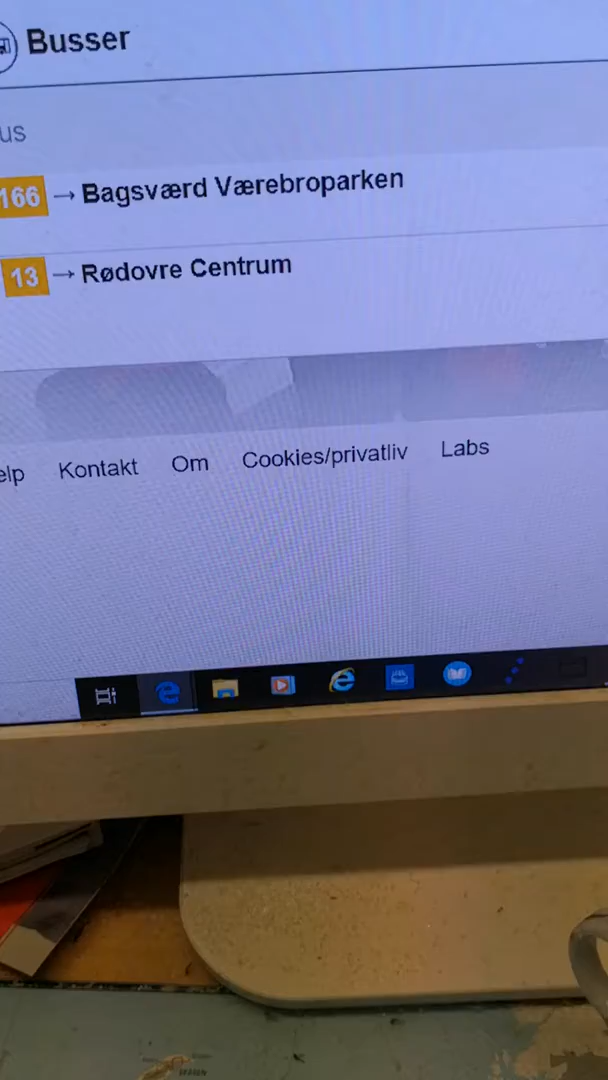 Busser
us
166 → Bagsværd Værebroparken
13 → Rødovre Centrum
elp Kontakt Om Cookies/privatliv Labs